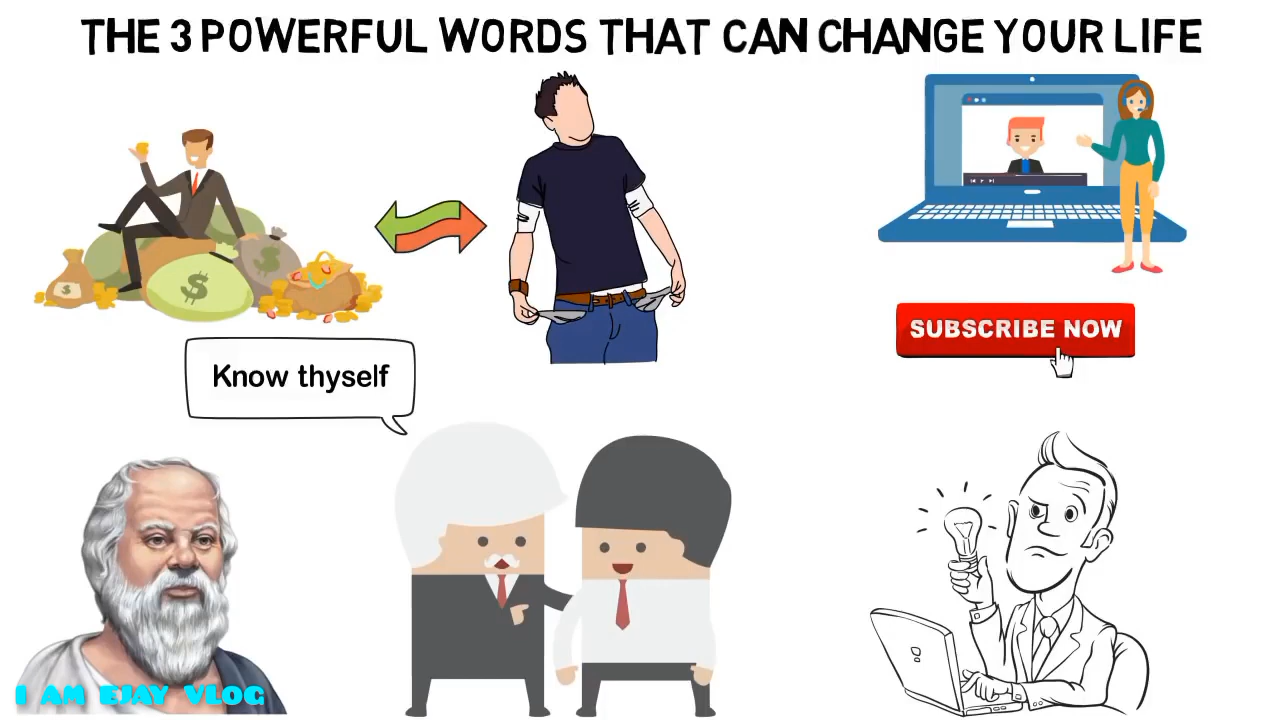 THE 3 POWERFUL WORDS THAT CAN CHANGE YOUR LIFE
$
$
$
SUBSCRIBE NOW
Know thyself
I AM EJAY VLOG